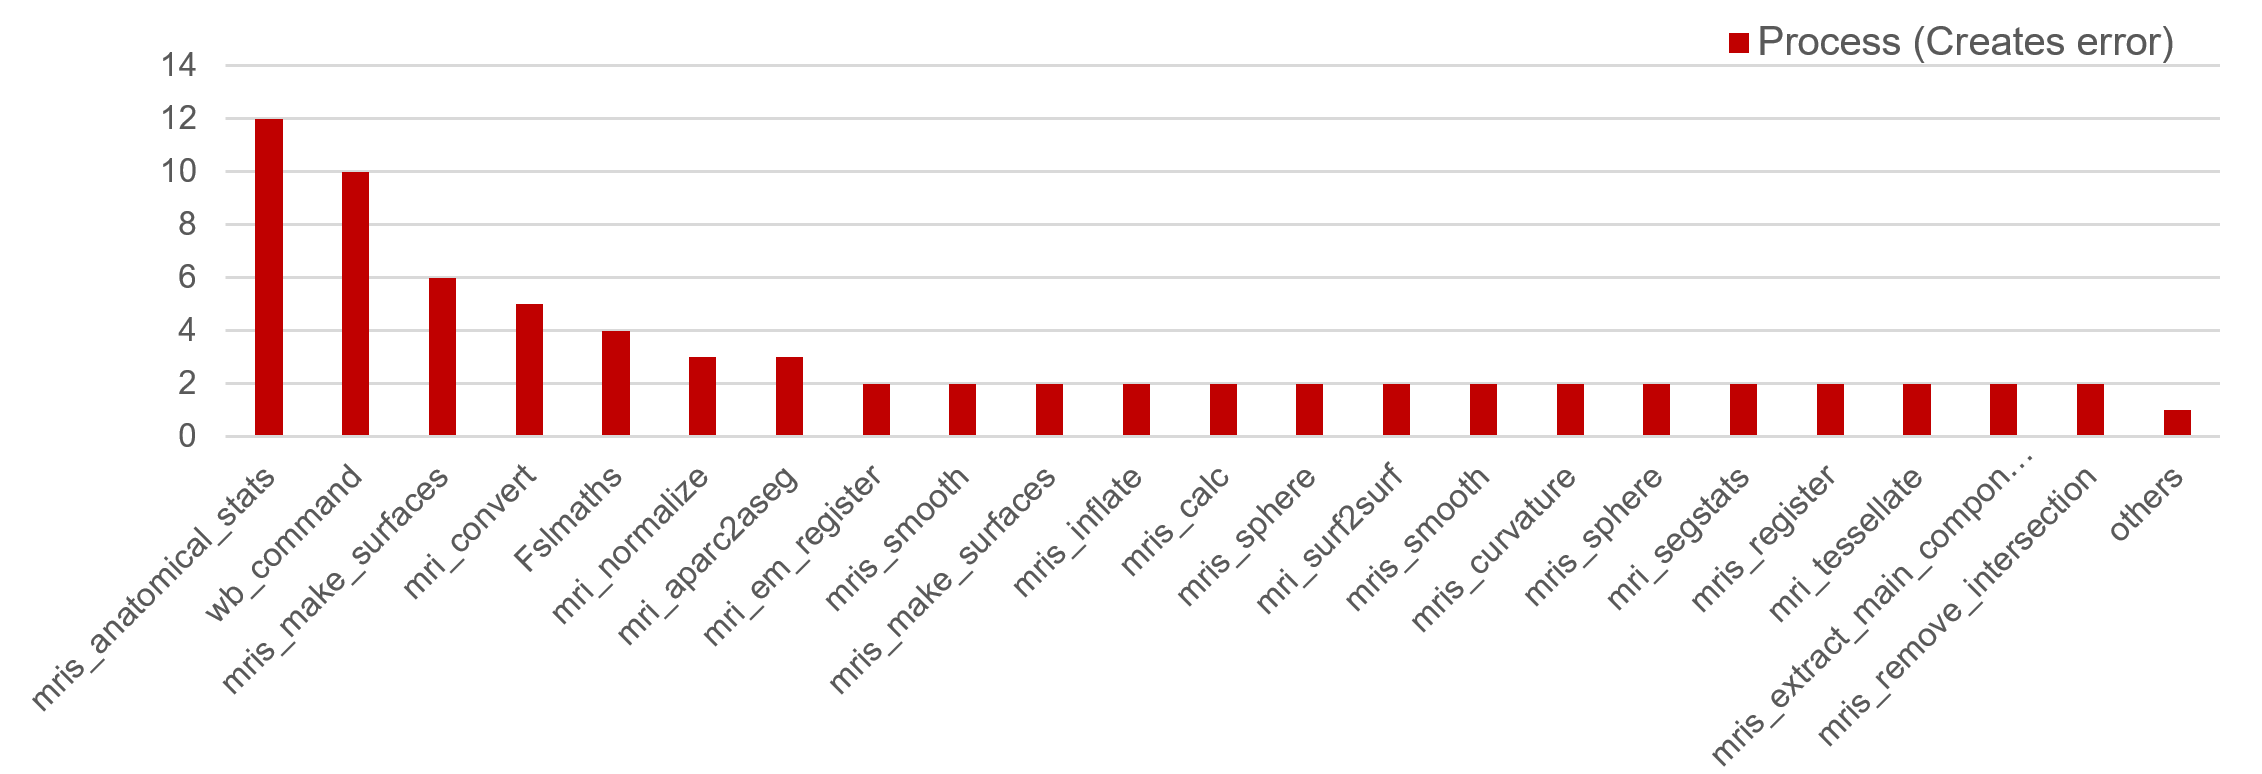 Process (Creates error)
14
12
10
8
6
4
2
0
mris_anatomical_stats
wb_command
mris_make_surfaces
mri_convert
Fslmaths
mri_normalize
mri_aparc2aseg
mri_em_register
mris_smooth
mris_make_surfaces
mris_inflate
mris_calc
mris_sphere
mri_surf2surf
mris_smooth
mris_curvature
mris_sphere
mri_segstats
mris_register
mri_tessellate
mris_extract_main_compon…
mris_remove_intersection
others